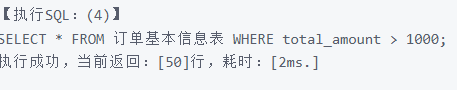 【执行SQL：(4)】
SELECT * FROM 订单基本信息表 WHERE total_amount > 1000;
执行成功，当前返回：[50]行，耗时：[2ms.]